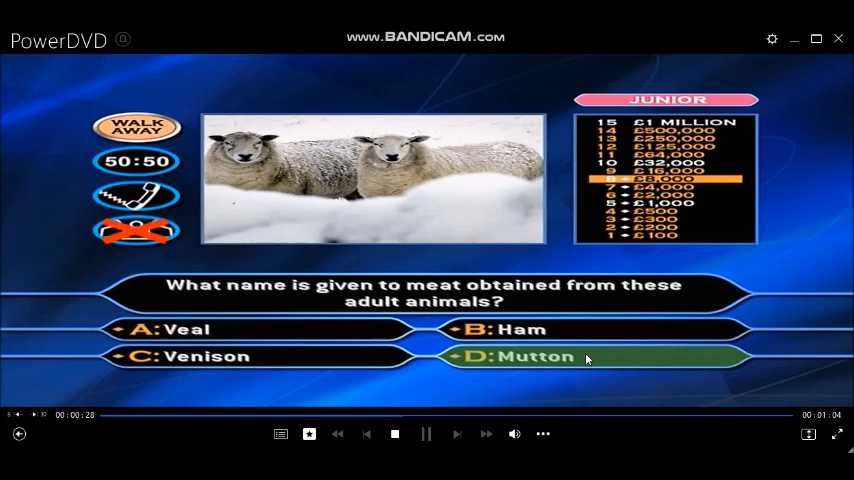 PowerDVD
www.BANDICAM.com
WALK
AWAY
50:50
JUNIOR
15 £1 MILLION
14 £500,000
13 £250,000
12 £125,000
11 £64,000
10 £32,000
9 £16,000
8 £8,000
7 £4,000
6 £2,000
5 £1,000
4 £500
3 £300
2 £200
1 £100
What name is given to meat obtained from these
adult animals?
A: Veal
B: Ham
C: Venison
D: Mutton
00:00:28
00:01:04